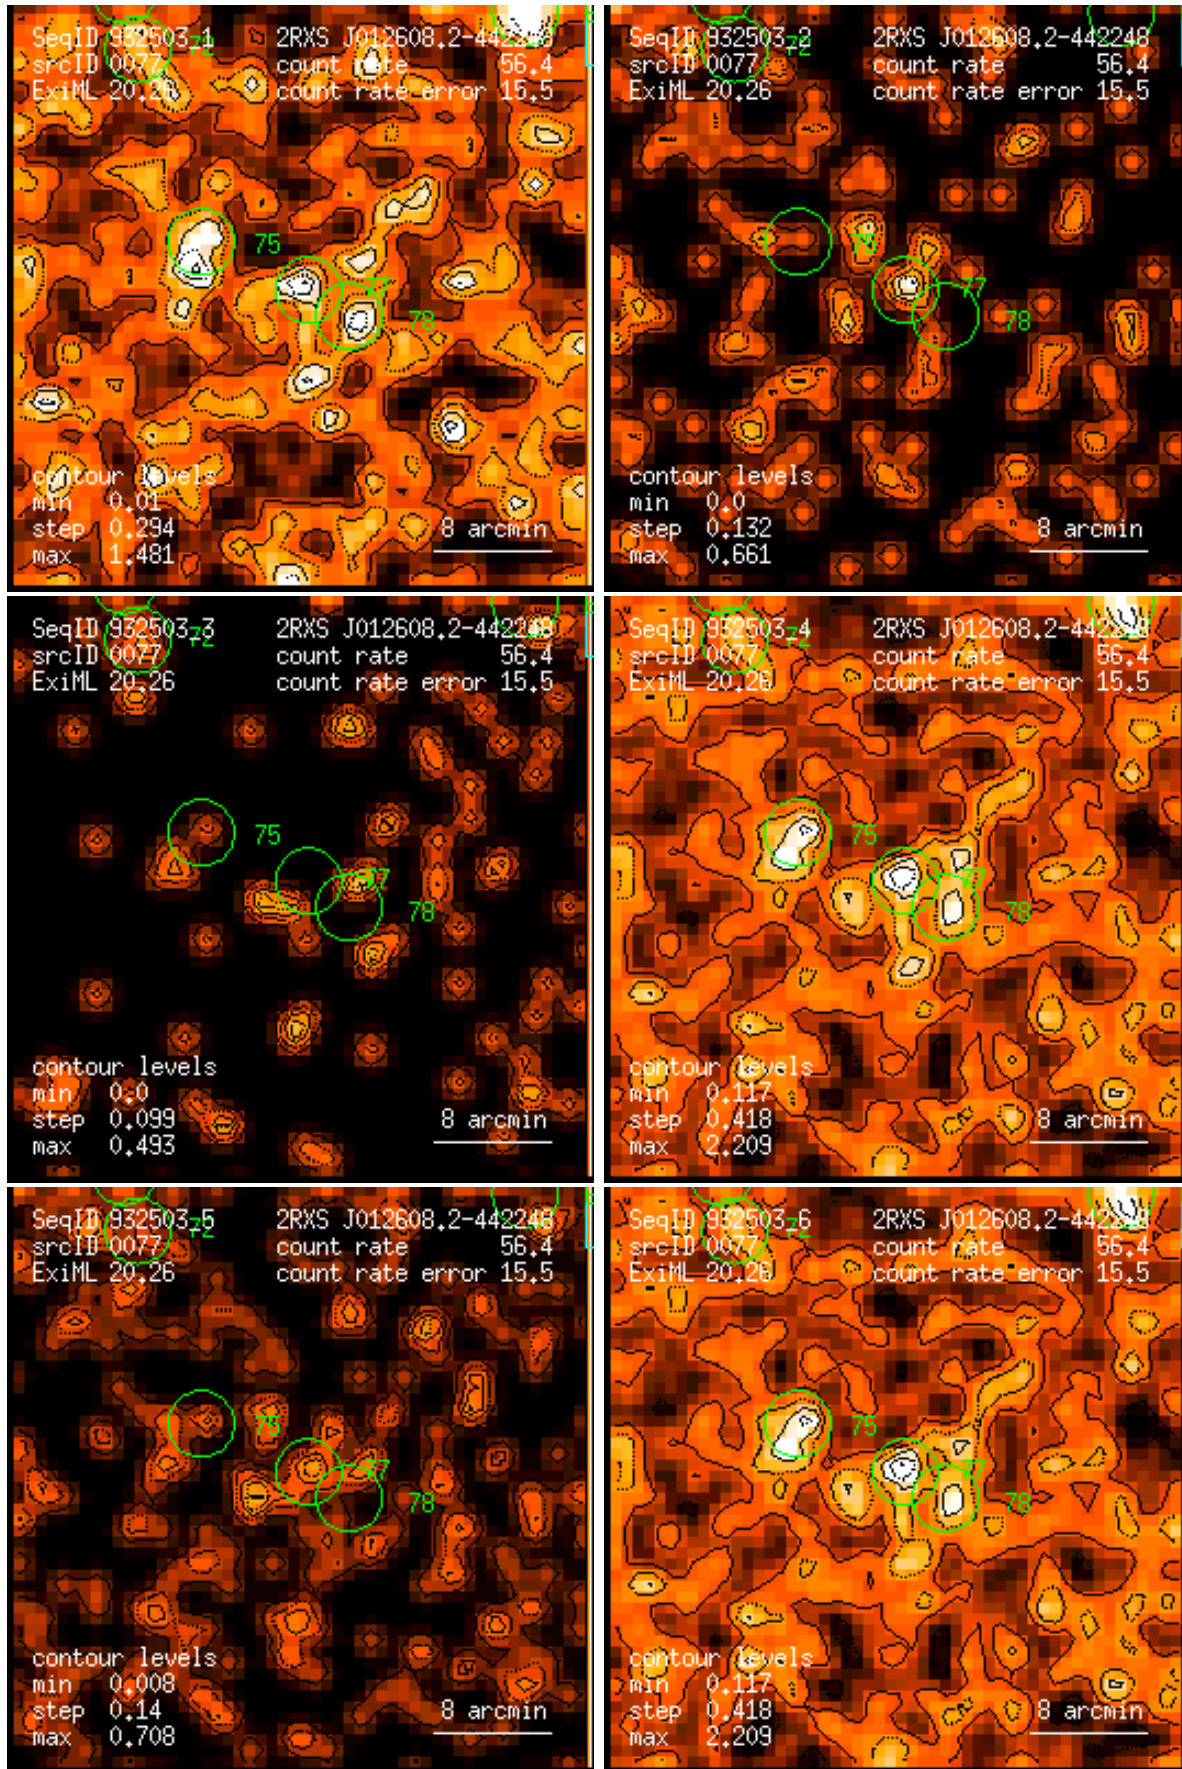 SeqID 932503_1 72 2RXS J012608.2-442248
srcID 0077 count rate 56.4
ExiML 20.26 count rate error 15.5
75
77
78
contour levels
min 0.01
step 0.294 8 arcmin
max 1.481
SeqID 932503_2 72 2RXS J012608.2-442248
srcID 0077 count rate 56.4
ExiML 20.26 count rate error 15.5
75
77
78
contour levels
min 0.0
step 0.132 8 arcmin
max 0.661
SeqID 932503_3 72 2RXS J012608.2-442248
srcID 0077 count rate 56.4
ExiML 20.26 count rate error 15.5
75
77
78
contour levels
min 0.0
step 0.099 8 arcmin
max 0.493
SeqID 932503_4 72 2RXS J012608.2-442248
srcID 0077 count rate 56.4
ExiML 20.26 count rate error 15.5
75
77
78
contour levels
min 0.117
step 0.418 8 arcmin
max 2.209
SeqID 932503_5 72 2RXS J012608.2-442248
srcID 0077 count rate 56.4
ExiML 20.26 count rate error 15.5
75
77
78
contour levels
min 0.008
step 0.14 8 arcmin
max 0.708
SeqID 932503_6 72 2RXS J012608.2-442248
srcID 0077 count rate 56.4
ExiML 20.26 count rate error 15.5
75
77
78
contour levels
min 0.117
step 0.418 8 arcmin
max 2.209